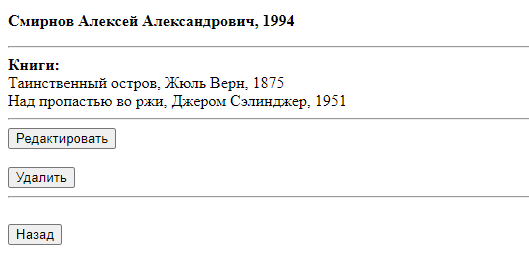 Смирнов Алексей Александрович, 1994
Книги:
Таинственный остров, Жюль Верн, 1875
Над пропастью во ржи, Джером Сэлинджер, 1951
Редактировать
Удалить
Назад